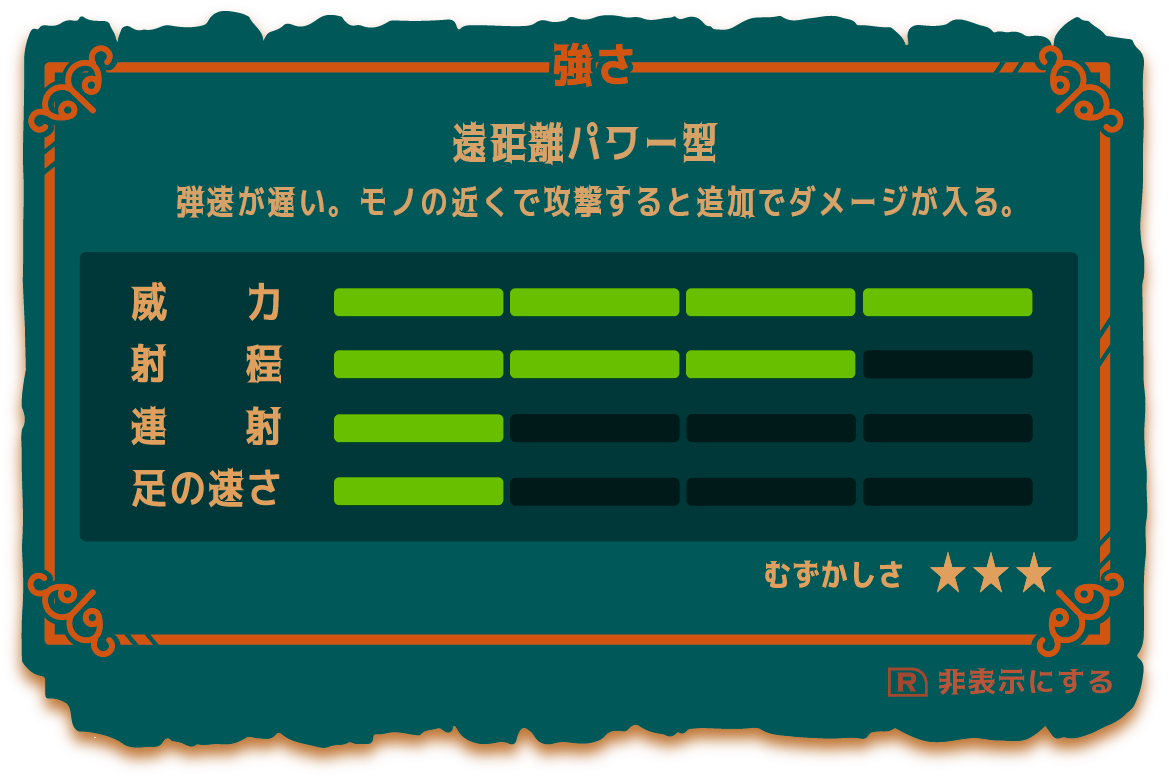 強さ
遠距離パワー型
弾速が遅い。モノの近くで攻撃すると追加でダメージが入る。
威力
射程
連射
足の速さ
むずかしさ ★★★
R 非表示にする